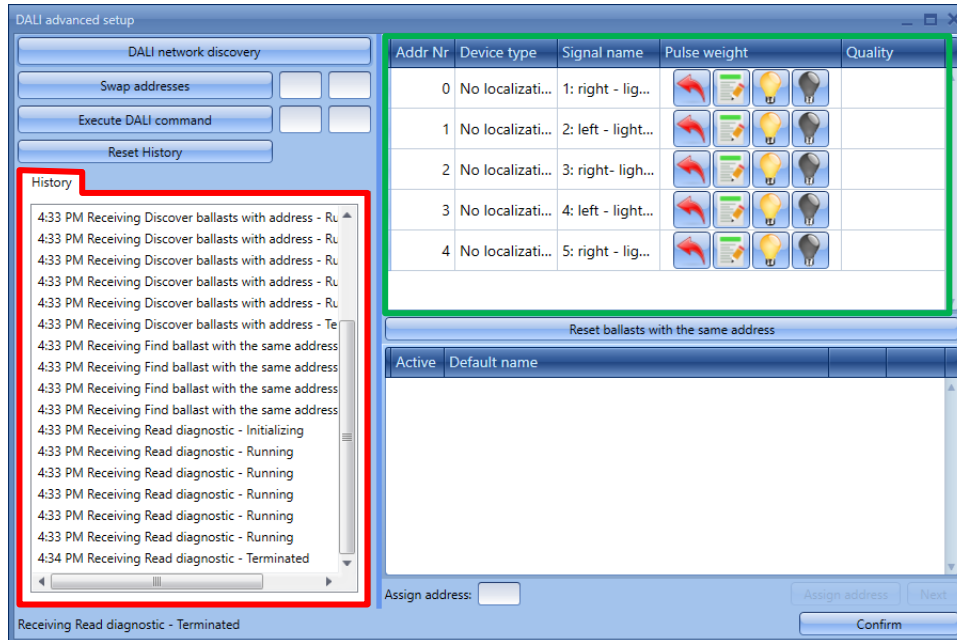 DALI advanced setup
DALI network discovery
Swap addresses
Execute DALI command
Reset History
History
4:33 PM Receiving Discover ballasts with address - Ru
4:33 PM Receiving Discover ballasts with address - Ru
4:33 PM Receiving Discover ballasts with address - Ru
4:33 PM Receiving Discover ballasts with address - Ru
4:33 PM Receiving Discover ballasts with address - Ru
4:33 PM Receiving Discover ballasts with address - Te
4:33 PM Receiving Find ballast with the same address
4:33 PM Receiving Find ballast with the same address
4:33 PM Receiving Find ballast with the same address
4:33 PM Receiving Find ballast with the same address
4:33 PM Receiving Read diagnostic - Initializing
4:33 PM Receiving Read diagnostic - Running
4:33 PM Receiving Read diagnostic - Running
4:33 PM Receiving Read diagnostic - Running
4:33 PM Receiving Read diagnostic - Running
4:33 PM Receiving Read diagnostic - Running
4:34 PM Receiving Read diagnostic - Terminated
Addr Nr Device type Signal name Pulse weight Quality
0 No localizati... 1: right - lig...
1 No localizati... 2: left - light...
2 No localizati... 3: right- ligh...
3 No localizati... 4: left - light...
4 No localizati... 5: right - lig...
Reset ballasts with the same address
Active Default name
Assign address:
Assign address Next
Receiving Read diagnostic - Terminated
Confirm